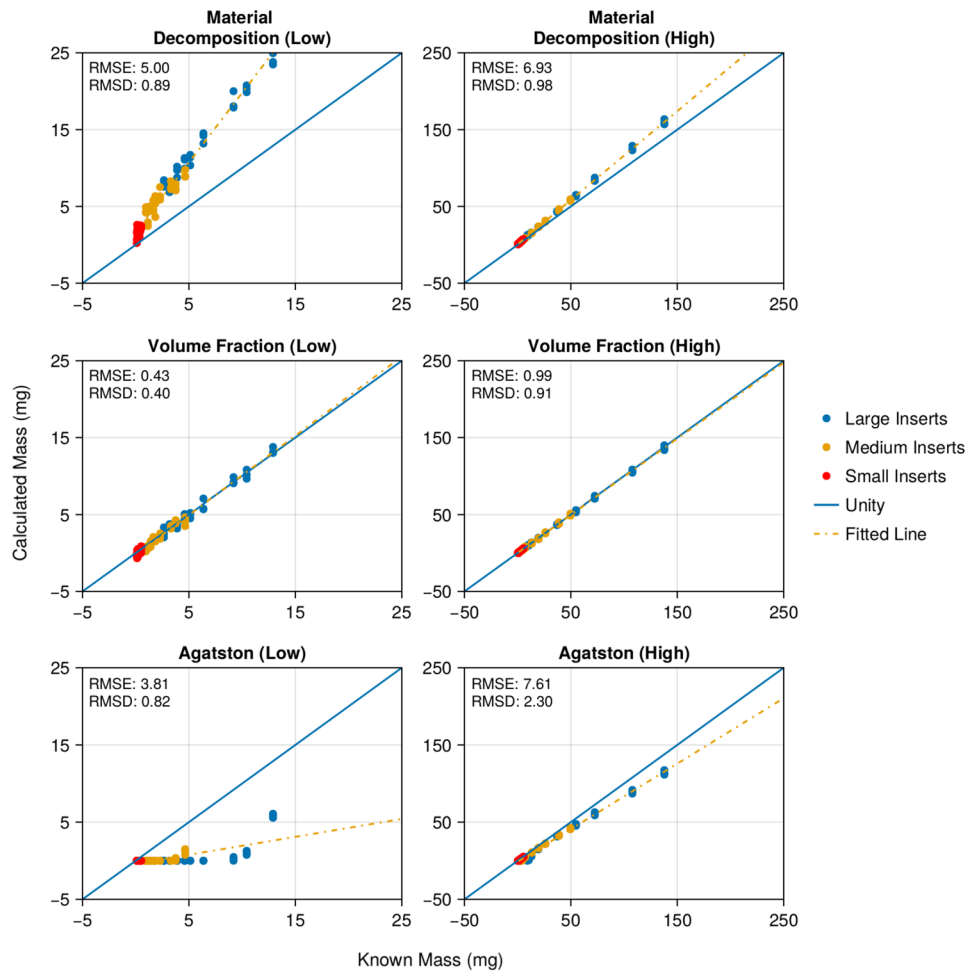 Material
Decomposition (Low)
RMSE: 5.00
RMSD: 0.89
25
15
5
−5
−5
5
15
25
Material
Decomposition (High)
RMSE: 6.93
RMSD: 0.98
250
150
50
−50
−50
50
150
250
Volume Fraction (Low)
RMSE: 0.43
RMSD: 0.40
25
15
5
−5
−5
5
15
25
Volume Fraction (High)
RMSE: 0.99
RMSD: 0.91
250
150
50
−50
−50
50
150
250
Agatston (Low)
RMSE: 3.81
RMSD: 0.82
25
15
5
−5
−5
5
15
25
Agatston (High)
RMSE: 7.61
RMSD: 2.30
250
150
50
−50
−50
50
150
250
Calculated Mass (mg)
Known Mass (mg)
Large Inserts
Medium Inserts
Small Inserts
Unity
Fitted Line